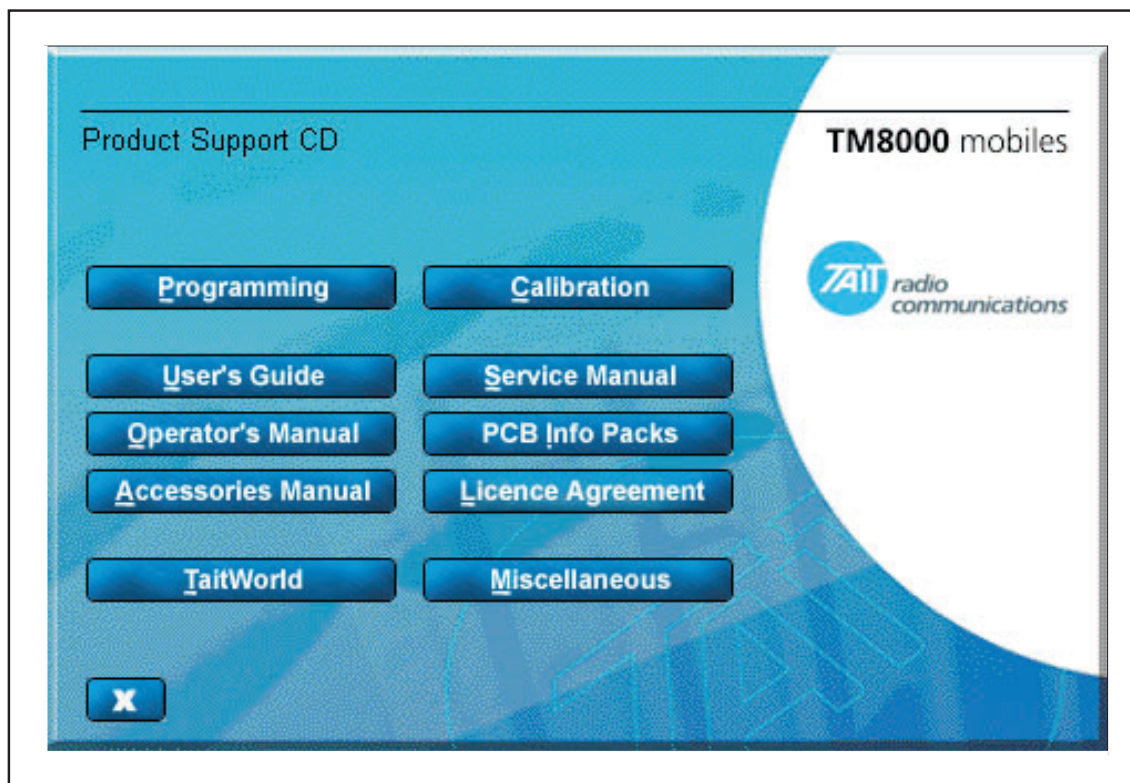 Product Support CD
TM8000 mobiles
TAIT radio
communications
Programming
Calibration
User's Guide
Service Manual
Operator's Manual
PCB Info Packs
Accessories Manual
Licence Agreement
TaitWorld
Miscellaneous
X
Tait